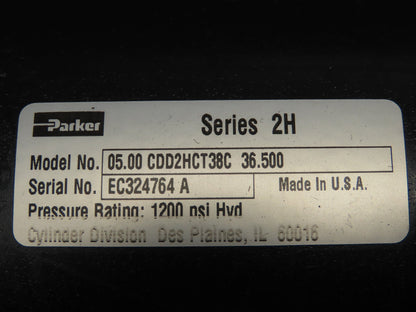 Parker Series 2H
Model No. 05.00 CDD2HCT38C 36.500
Serial No. EC324764 A Made In U.S.A.
Pressure Rating: 1200 psi Hyd
Cylinder Division Des Plaines, IL 60016